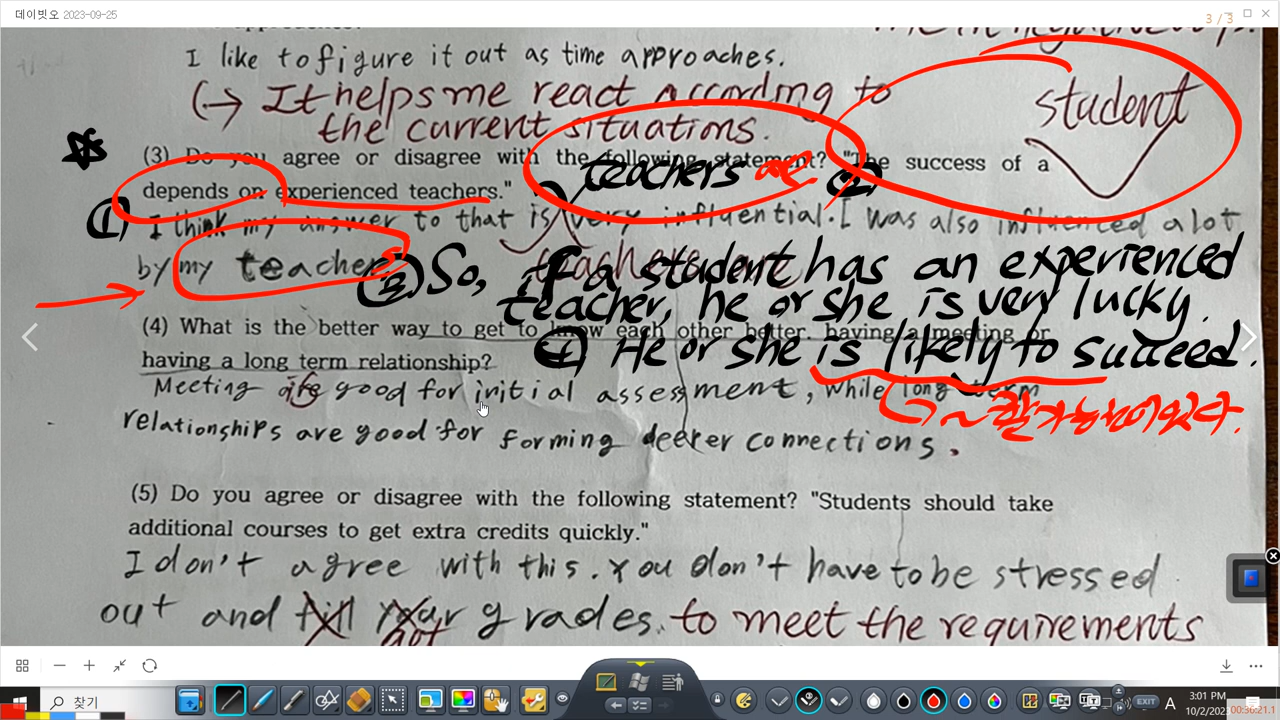 데이빗오 2023-09-25
3 / 3
I like to figure it out as time approaches.
(→) It helps me react according to
the current situations.
student
(3) Do you agree or disagree with the following statement? "The success of a
depends on experienced teachers."
teachers are
①
②
I think my answer to that is very influential. I was also influenced a lot
by my teachers
③ So, if a student has an experienced
teacher, he or she is very lucky.
(4) What is the better way to get to know each other better. having a meeting or
having a long term relationship?
④ He or she is likely to succeed.
~할 가능성이 있다.
Meeting are good for initial assessment, while long term
relationships are good for forming deeper connections.
(5) Do you agree or disagree with the following statement? "Students should take
additional courses to get extra credits quickly."
I don't agree with this. You don't have to be stressed
out and your grades. to meet the requirements
not
찾기
EXIT
A
3:01 PM
10/2/202
00:36:21.1